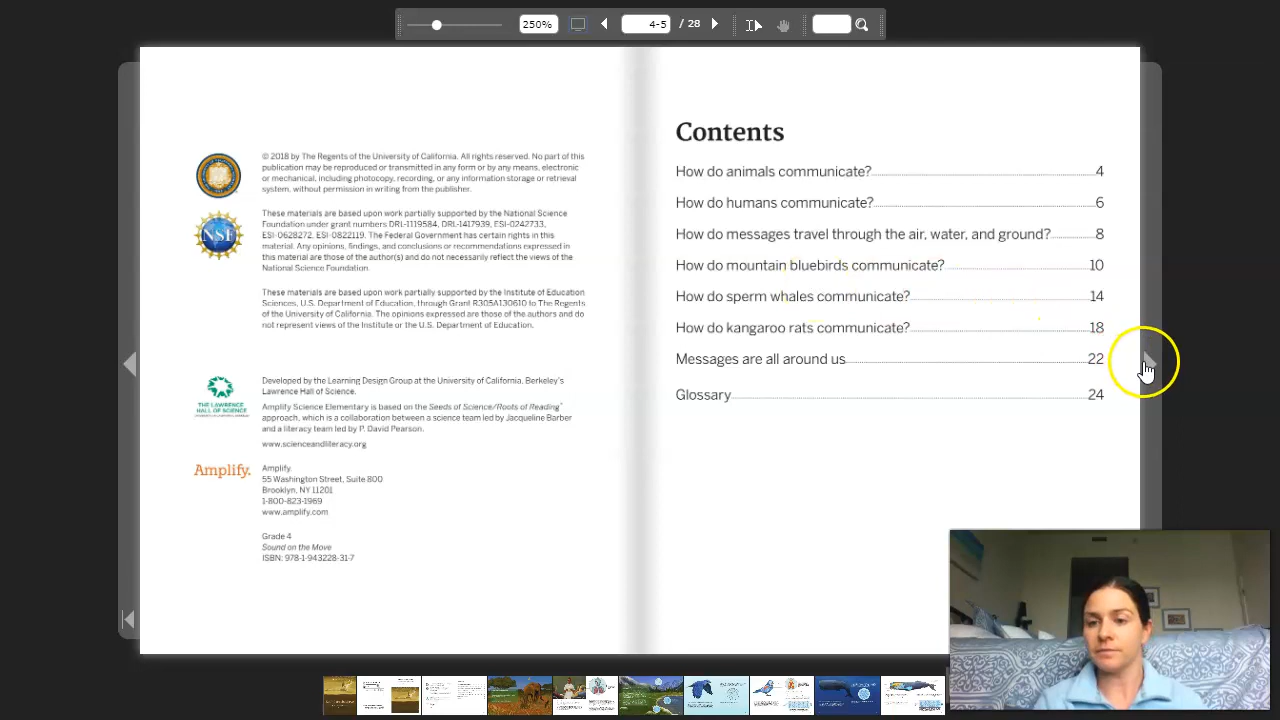 250%
4-5
/ 28
© 2018 by The Regents of the University of California. All rights reserved. No part of this
publication may be reproduced or transmitted in any form or by any means, electronic
or mechanical, including photocopy, recording, or any information storage or retrieval
system, without permission in writing from the publisher.
NSF
These materials are based upon work partially supported by the National Science
Foundation under grant numbers DRL-1119584, DRL-1417939, ESI-0242733,
ESI-0628272, ESI-0822119. The Federal Government has certain rights in this
material. Any opinions, findings, and conclusions or recommendations expressed in
this material are those of the author(s) and do not necessarily reflect the views of the
National Science Foundation.
These materials are based upon work partially supported by the Institute of Education
Sciences, U.S. Department of Education, through Grant R305A130610 to The Regents
of the University of California. The opinions expressed are those of the authors and do
not represent views of the Institute or the U.S. Department of Education.
THE LAWRENCE
HALL OF SCIENCE
Developed by the Learning Design Group at the University of California, Berkeley's
Lawrence Hall of Science.
Amplify Science Elementary is based on the Seeds of Science/Roots of Reading®
approach, which is a collaboration between a science team led by Jacqueline Barber
and a literacy team led by P. David Pearson.
www.scienceandliteracy.org
Amplify.
Amplify.
55 Washington Street, Suite 800
Brooklyn, NY 11201
1-800-823-1969
www.amplify.com
Grade 4
Sound on the Move
ISBN: 978-1-943228-31-7
Contents
How do animals communicate? 4
How do humans communicate? 6
How do messages travel through the air, water, and ground? 8
How do mountain bluebirds communicate? 10
How do sperm whales communicate? 14
How do kangaroo rats communicate? 18
Messages are all around us 22
Glossary 24